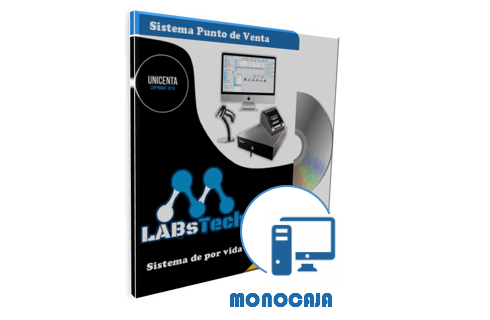 Sistema Punto de Venta
UNICENTA
LABsTech
Sistema de por vida
MONOCAJA